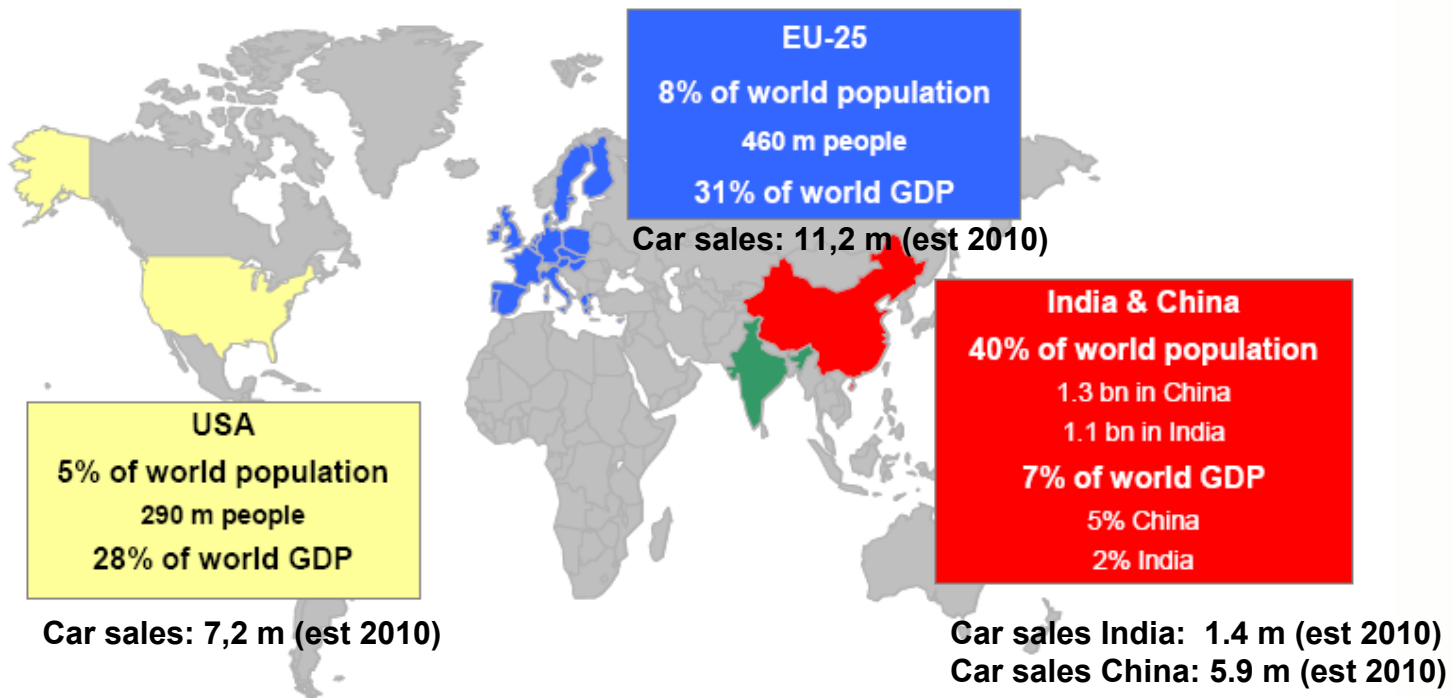 EU-25
8% of world population
460 m people
31% of world GDP
Car sales: 11,2 m (est 2010)
India & China
40% of world population
1.3 bn in China
1.1 bn in India
7% of world GDP
5% China
2% India
USA
5% of world population
290 m people
28% of world GDP
Car sales: 7,2 m (est 2010)
Car sales India:  1.4 m (est 2010)
Car sales China: 5.9 m (est 2010)